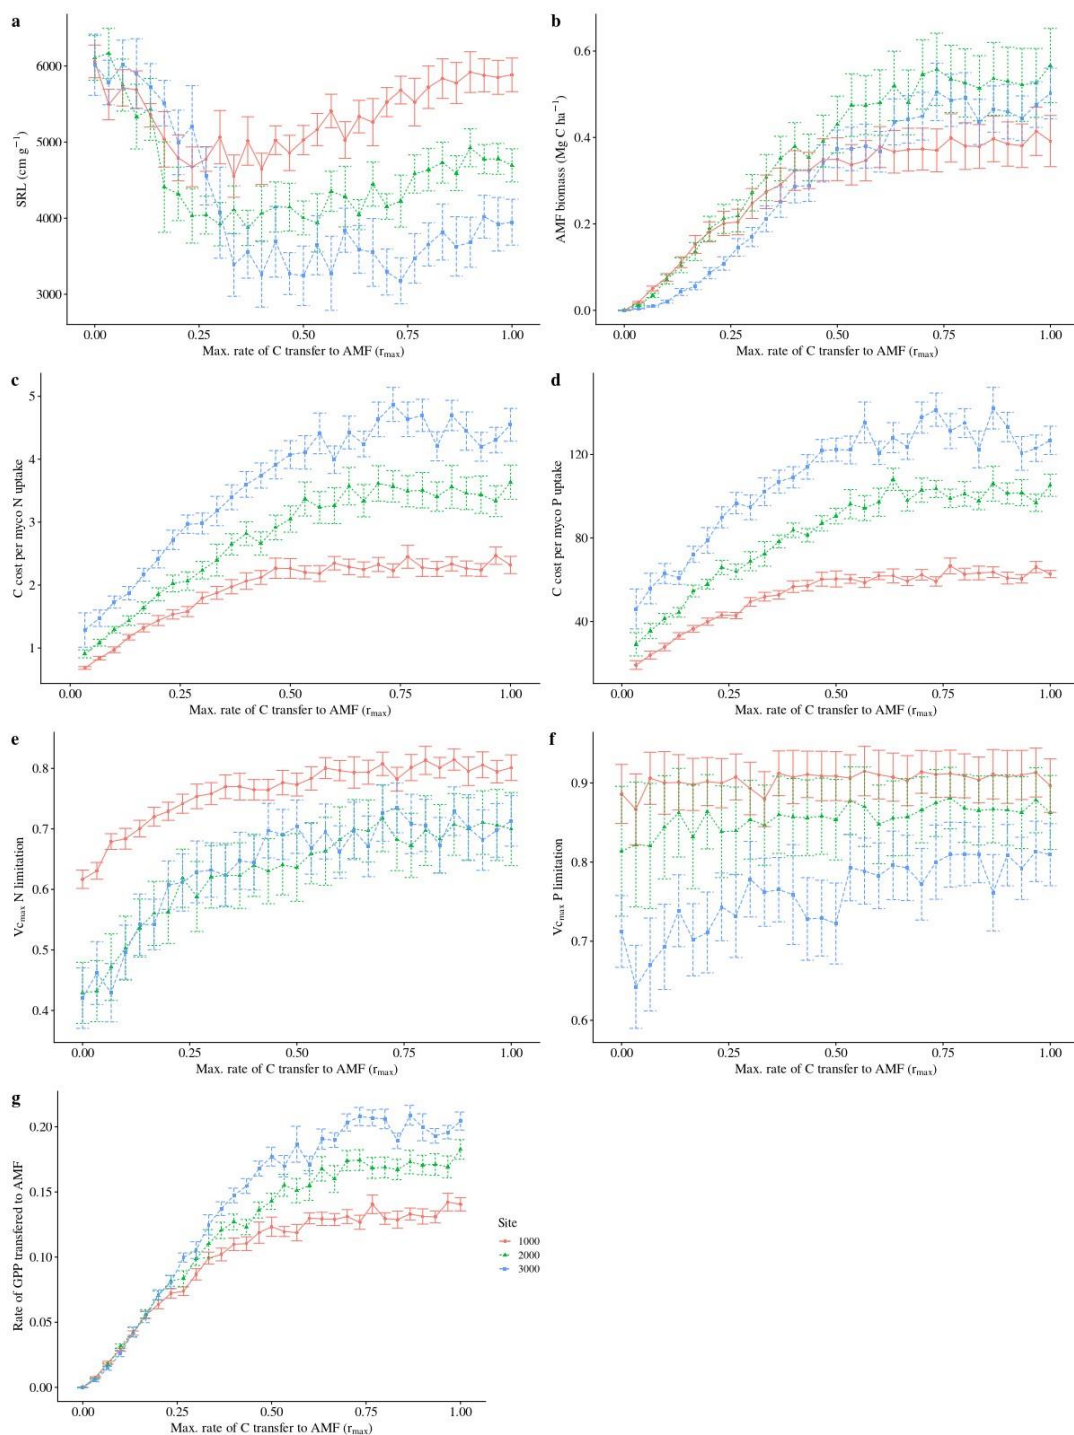 a
6000
5000
4000
3000
SRL (cm g⁻¹)
0.00 0.25 0.50 0.75 1.00
Max. rate of C transfer to AMF (rmax)
b
0.6
0.4
0.2
0.0
AMF biomass (Mg C ha⁻¹)
0.00 0.25 0.50 0.75 1.00
Max. rate of C transfer to AMF (rmax)
c
5
4
3
2
1
C cost per myco N uptake
0.00 0.25 0.50 0.75 1.00
Max. rate of C transfer to AMF (rmax)
d
120
80
40
C cost per myco P uptake
0.00 0.25 0.50 0.75 1.00
Max. rate of C transfer to AMF (rmax)
e
0.8
0.7
0.6
0.5
0.4
Vcmax N limitation
0.00 0.25 0.50 0.75 1.00
Max. rate of C transfer to AMF (rmax)
f
0.9
0.8
0.7
0.6
Vcmax P limitation
0.00 0.25 0.50 0.75 1.00
Max. rate of C transfer to AMF (rmax)
g
0.20
0.15
0.10
0.05
0.00
Rate of GPP transfered to AMF
0.00 0.25 0.50 0.75 1.00
Max. rate of C transfer to AMF (rmax)
Site
1000
2000
3000